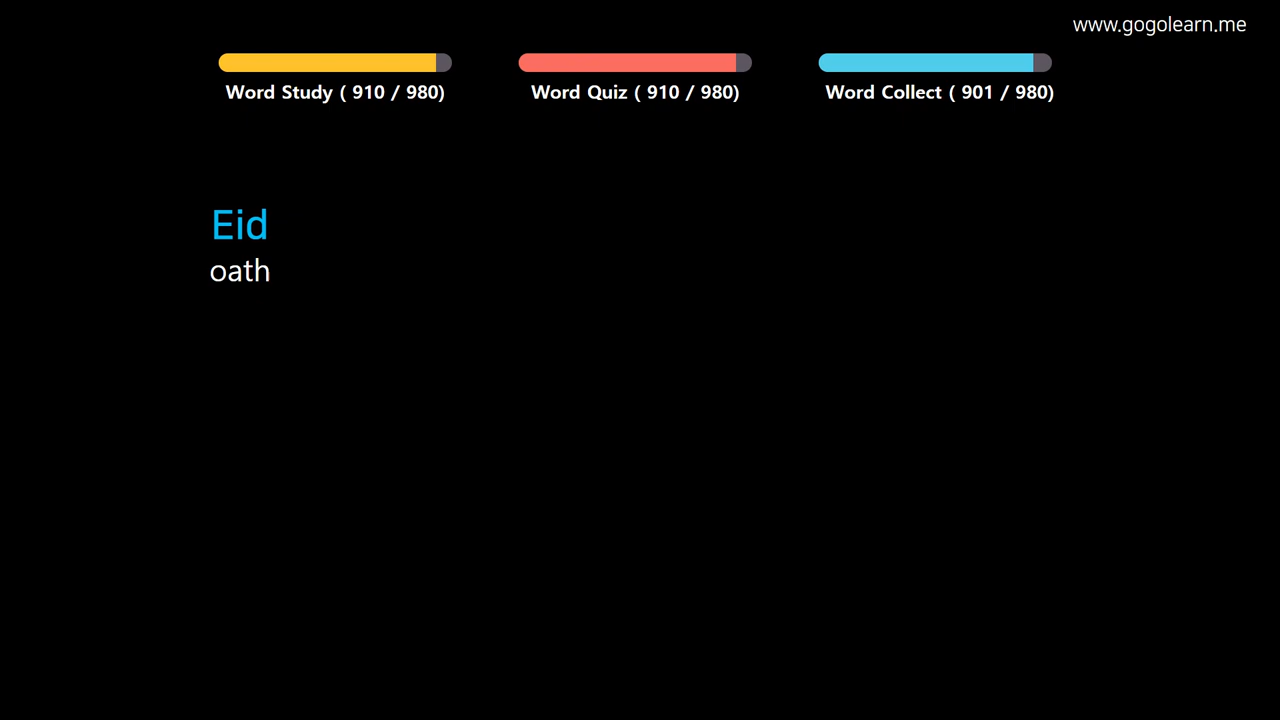 www.gogolearn.me
Word Study ( 910 / 980)
Word Quiz ( 910 / 980)
Word Collect ( 901 / 980)
Eid
oath